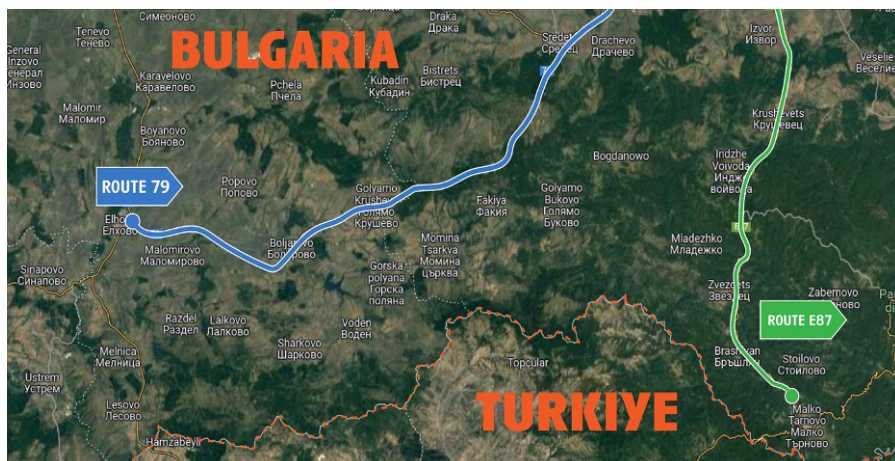 Симеоново
Draka
Драка
Tenevo
Тенево
General
Inzovo
Генерал
Инзово
BULGARIA
Sredets
Средец
Drachevo
Драчево
Izvor
Извор
Veselie
Веселие
Karavelovo
Каравелово
Pchela
Пчела
Kubadin
Кубадин
Bistrets
Бистрец
Malomir
Маломир
Krushevets
Крушевец
Boyanovo
Бояново
Bogdanowo
Indzhe
Voivoda
Индже
войвода
ROUTE 79
Popovo
Попово
Golyamo
Krushevo
Голямо
Крушево
Fakiya
Факия
Golyamo
Bukovo
Голямо
Буково
Elhovo
Елхово
E87
Malomirovo
Маломирово
Boljarovo
Болярово
Momina
Tsarkva
Момина
църква
Mladezhko
Младежко
Sinapovo
Синапово
Gorska
polyana
Горска
поляна
Zvezdets
Звездец
Zabernovo
ROUTE E87
Razdel
Раздел
Lalkovo
Лалково
Voden
Воден
Sharkovo
Шарково
Melnica
Мелница
Topçular
Brashlyan
Бръшлян
Stoilovo
Стоилово
Ustrem
Устрем
TURKIYE
Lesovo
Лесово
Malko
Tarnovo
Малко
Търново
Hamzabeyli